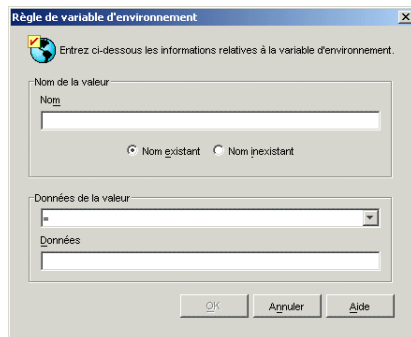 Règle de variable d'environnement
Entrez ci-dessous les informations relatives à la variable d'environnement.
Nom de la valeur
Nom
Nom existant Nom inexistant
Données de la valeur
=
Données
OK Annuler Aide